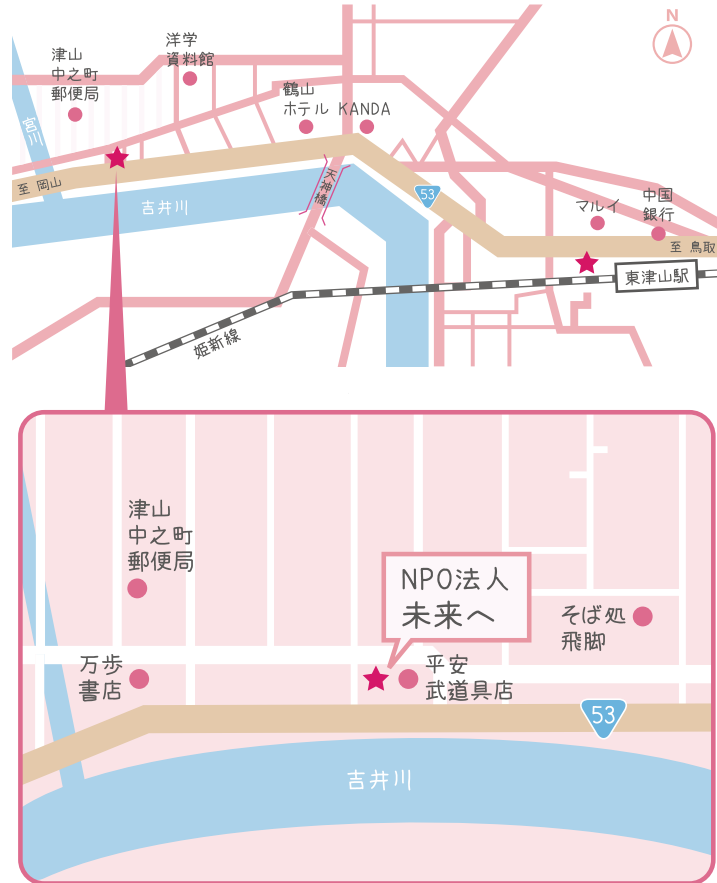 N
洋学
資料館
津山
中之町
郵便局
鶴山
ホテル KANDA
宮川
至 岡山
吉井川
天神橋
53
マルイ
中国
銀行
至 鳥取
東津山駅
姫新線
津山
中之町
郵便局
NPO法人
未来へ
そば処
飛脚
万歩
書店
平安
武道具店
53
吉井川